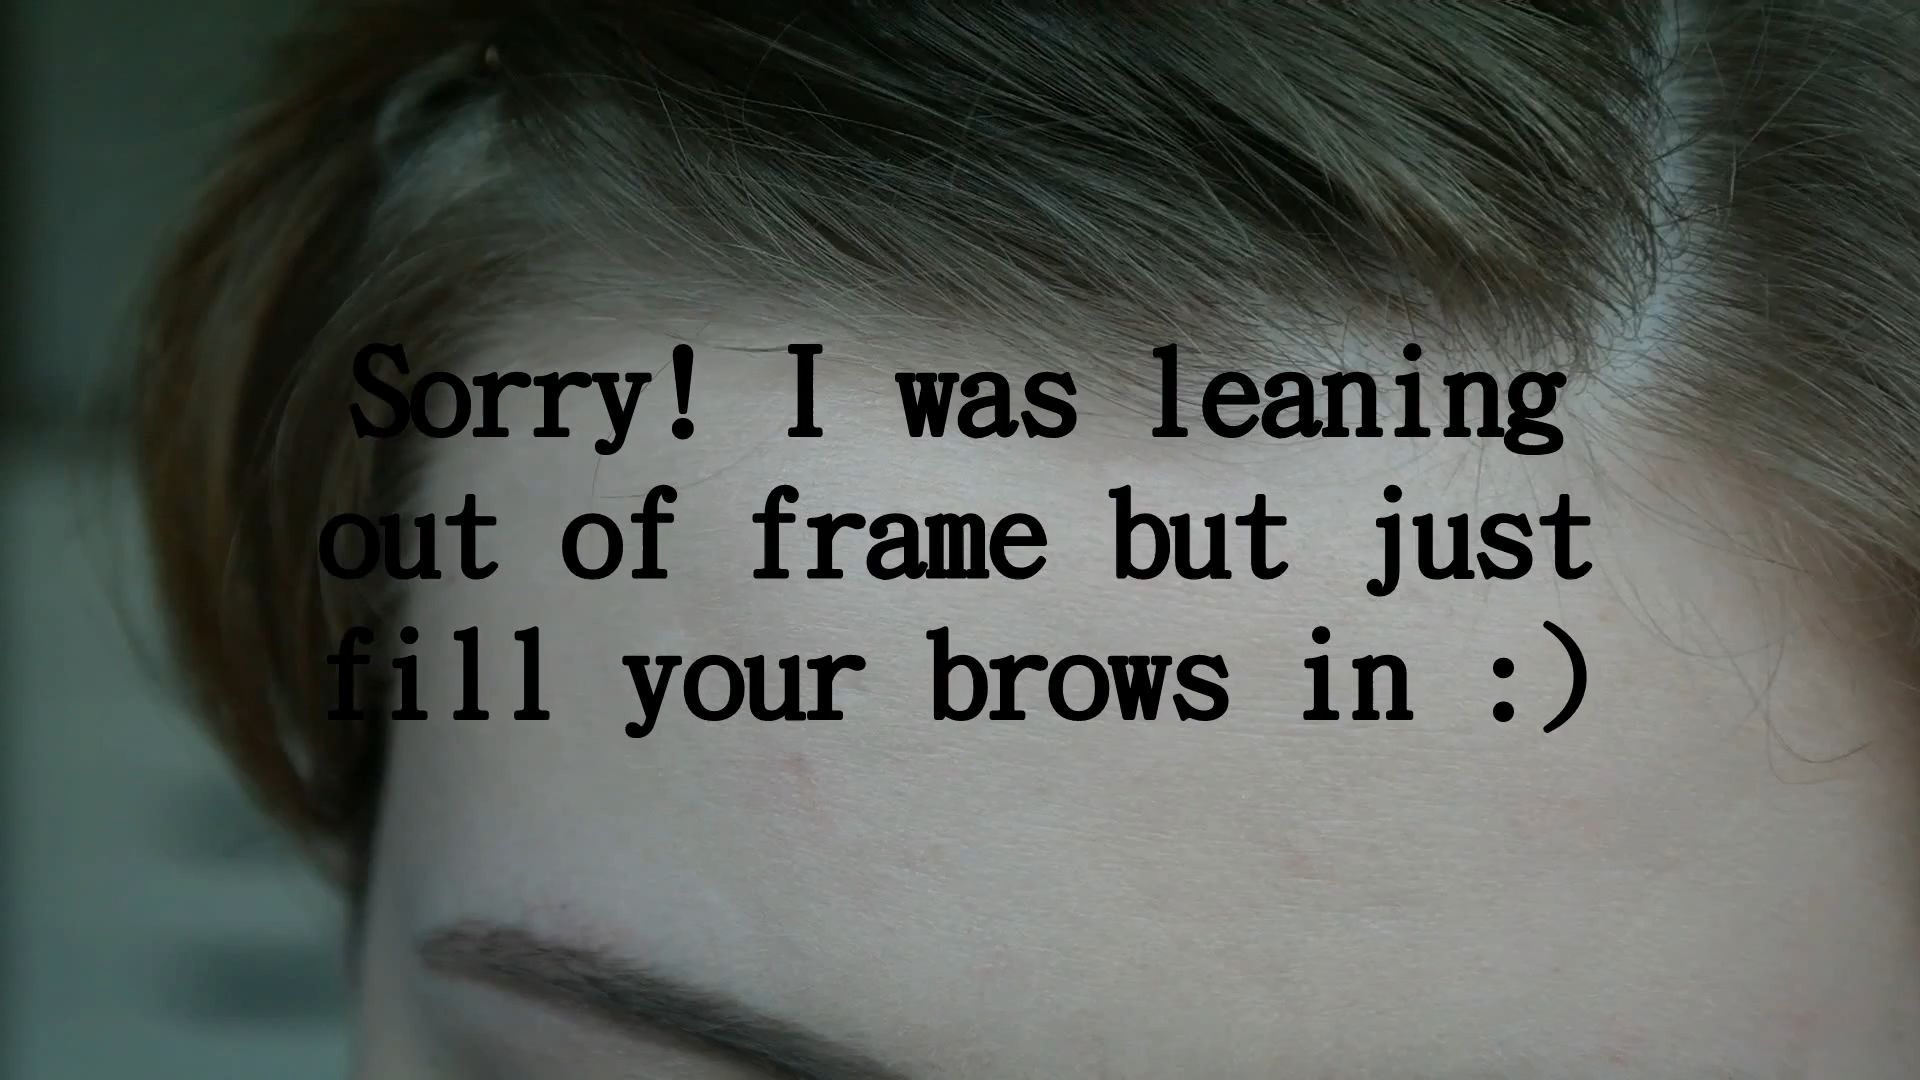 Sorry! I was leaning
out of frame but just
fill your brows in :)